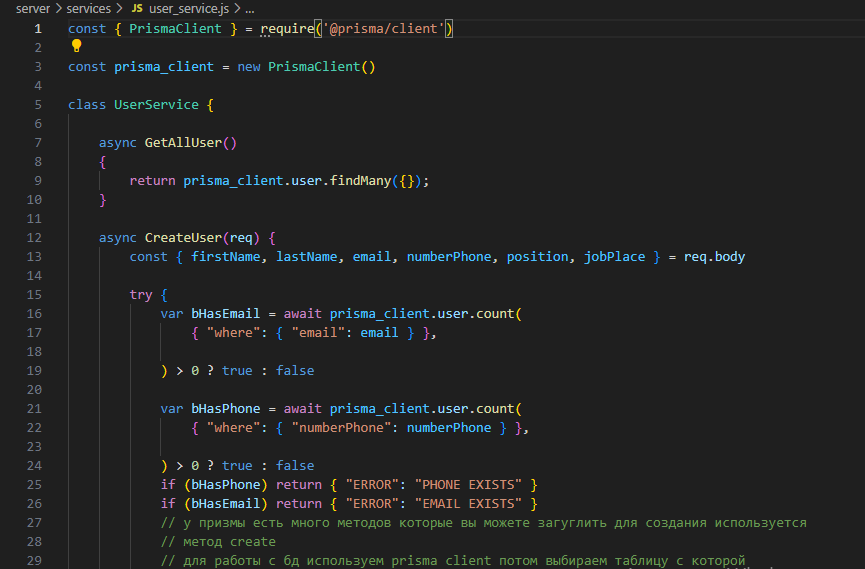 server > services > JS user_service.js > ...
1 const { PrismaClient } = require('@prisma/client')
2
3 const prisma_client = new PrismaClient()
4
5 class UserService {
6
7 async GetAllUser()
8 {
9 return prisma_client.user.findMany({});
10 }
11
12 async CreateUser(req) {
13 const { firstName, lastName, email, numberPhone, position, jobPlace } = req.body
14
15 try {
16 var bHasEmail = await prisma_client.user.count(
17 { "where": { "email": email } },
18
19 ) > 0 ? true : false
20
21 var bHasPhone = await prisma_client.user.count(
22 { "where": { "numberPhone": numberPhone } },
23
24 ) > 0 ? true : false
25 if (bHasPhone) return { "ERROR": "PHONE EXISTS" }
26 if (bHasEmail) return { "ERROR": "EMAIL EXISTS" }
27 // у призмы есть много методов которые вы можете загуглить для создания используется
28 // метод create
29 // для работы с бд используем prisma client потом выбираем таблицу с которой